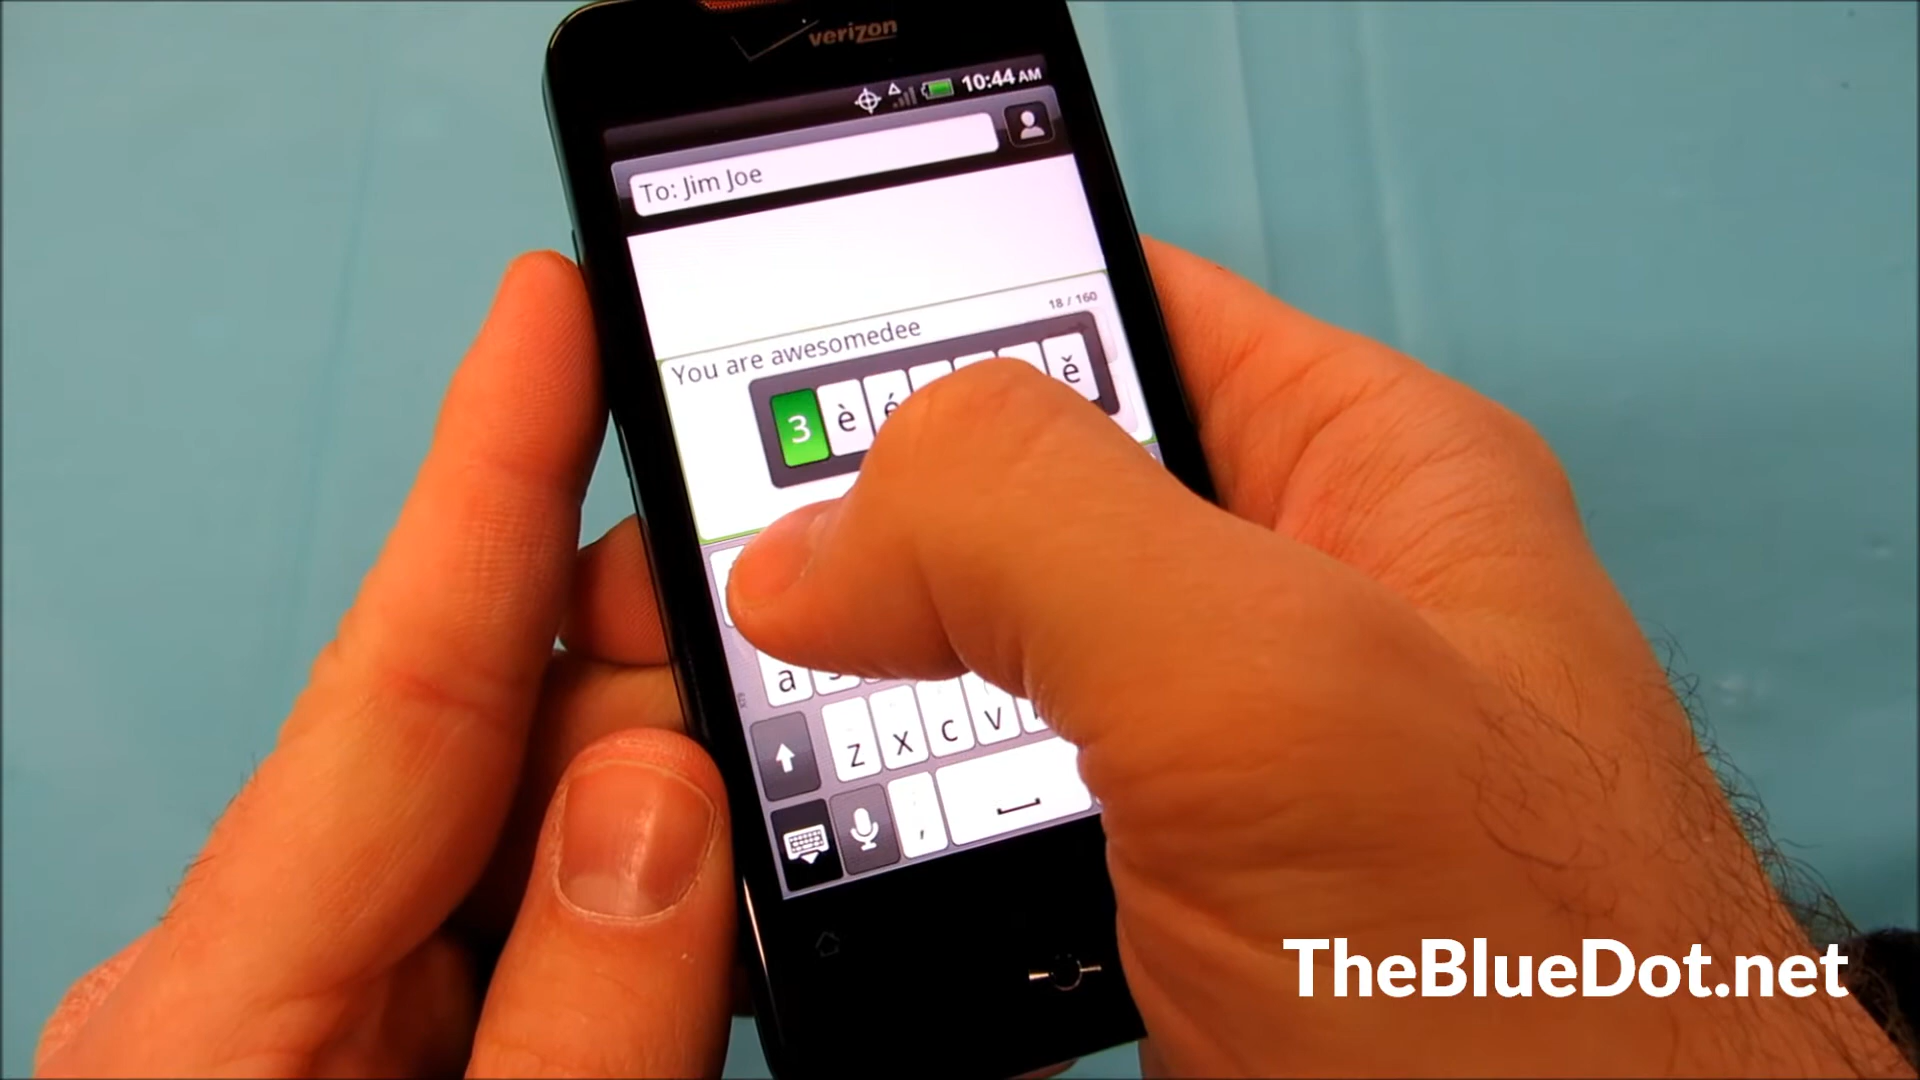 verizon
10:44 AM
To: Jim Joe
18 / 160
You are awesomedee
3 è é ě
a s
z x c v
,
TheBlueDot.net